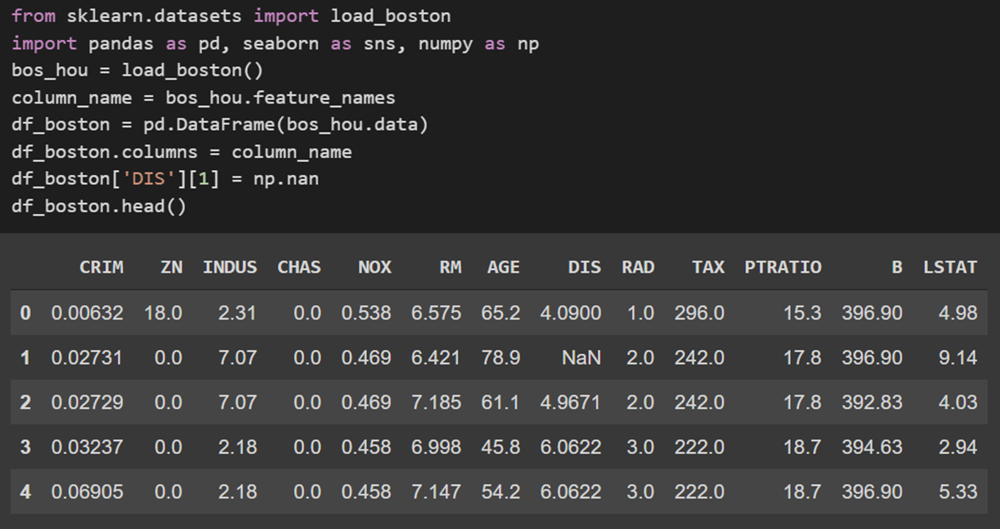 from sklearn.datasets import load_boston
import pandas as pd, seaborn as sns, numpy as np
bos_hou = load_boston()
column_name = bos_hou.feature_names
df_boston = pd.DataFrame(bos_hou.data)
df_boston.columns = column_name
df_boston['DIS'][1] = np.nan
df_boston.head()
CRIM ZN INDUS CHAS NOX RM AGE DIS RAD TAX PTRATIO B LSTAT
0 0.00632 18.0 2.31 0.0 0.538 6.575 65.2 4.0900 1.0 296.0 15.3 396.90 4.98
1 0.02731 0.0 7.07 0.0 0.469 6.421 78.9 NaN 2.0 242.0 17.8 396.90 9.14
2 0.02729 0.0 7.07 0.0 0.469 7.185 61.1 4.9671 2.0 242.0 17.8 392.83 4.03
3 0.03237 0.0 2.18 0.0 0.458 6.998 45.8 6.0622 3.0 222.0 18.7 394.63 2.94
4 0.06905 0.0 2.18 0.0 0.458 7.147 54.2 6.0622 3.0 222.0 18.7 396.90 5.33